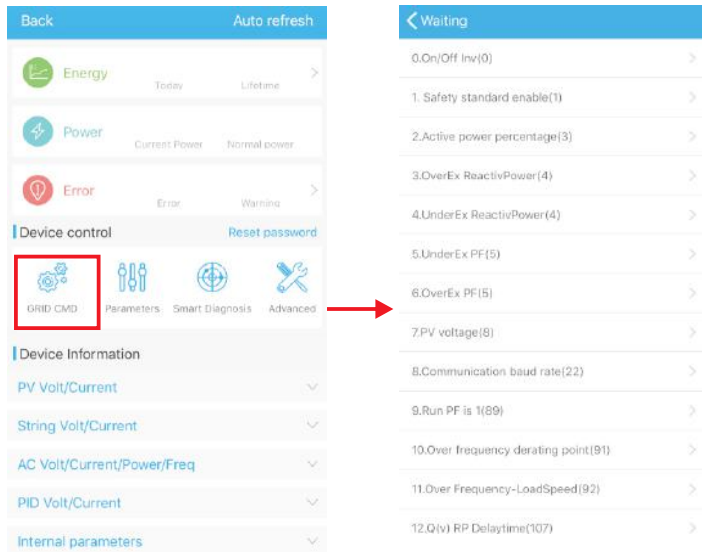 Back Auto refresh
Energy
Today Lifetime
Power
Current Power Normal power
Error
Error Warning
Device control Reset password
GRID CMD Parameters Smart Diagnosis Advanced
Device Information
PV Volt/Current
String Volt/Current
AC Volt/Current/Power/Freq
PID Volt/Current
Internal parameters
Waiting
0.On/Off Inv(0)
1. Safety standard enable(1)
2.Active power percentage(3)
3.OverEx ReactivPower(4)
4.UnderEx ReactivPower(4)
5.UnderEx PF(5)
6.OverEx PF(5)
7.PV voltage(8)
8.Communication baud rate(22)
9.Run PF is 1(89)
10.Over frequency derating point(91)
11.Over Frequency-LoadSpeed(92)
12.Q(v) RP Delaytime(107)